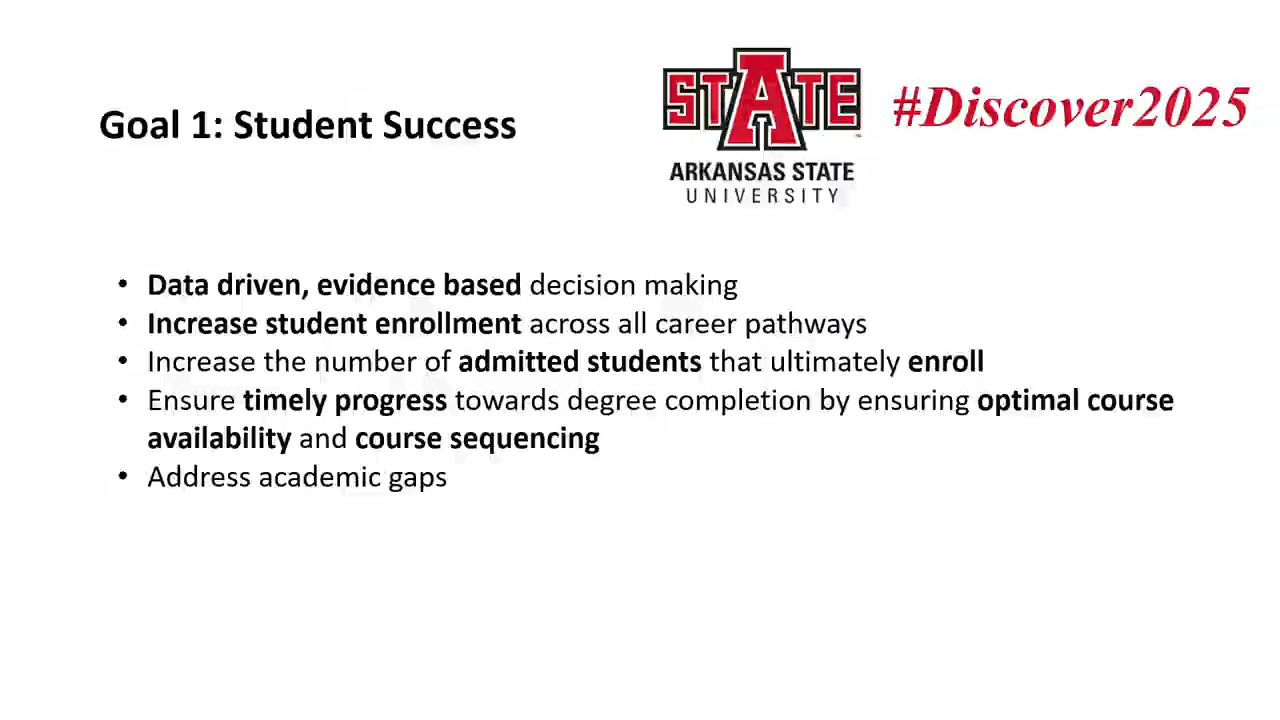 Goal 1: Student Success
STATE
ARKANSAS STATE
UNIVERSITY
#Discover2025
• Data driven, evidence based decision making
• Increase student enrollment across all career pathways
• Increase the number of admitted students that ultimately enroll
• Ensure timely progress towards degree completion by ensuring optimal course
availability and course sequencing
• Address academic gaps